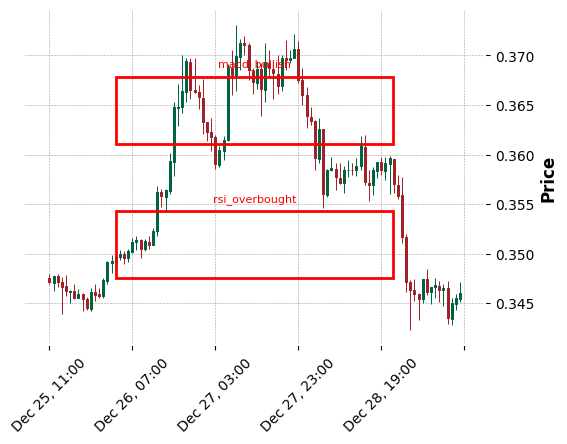 macd_bullish
rsi_overbought
0.370
0.365
0.360
0.355
0.350
0.345
Price
Dec 25, 11:00
Dec 26, 07:00
Dec 27, 03:00
Dec 27, 23:00
Dec 28, 19:00